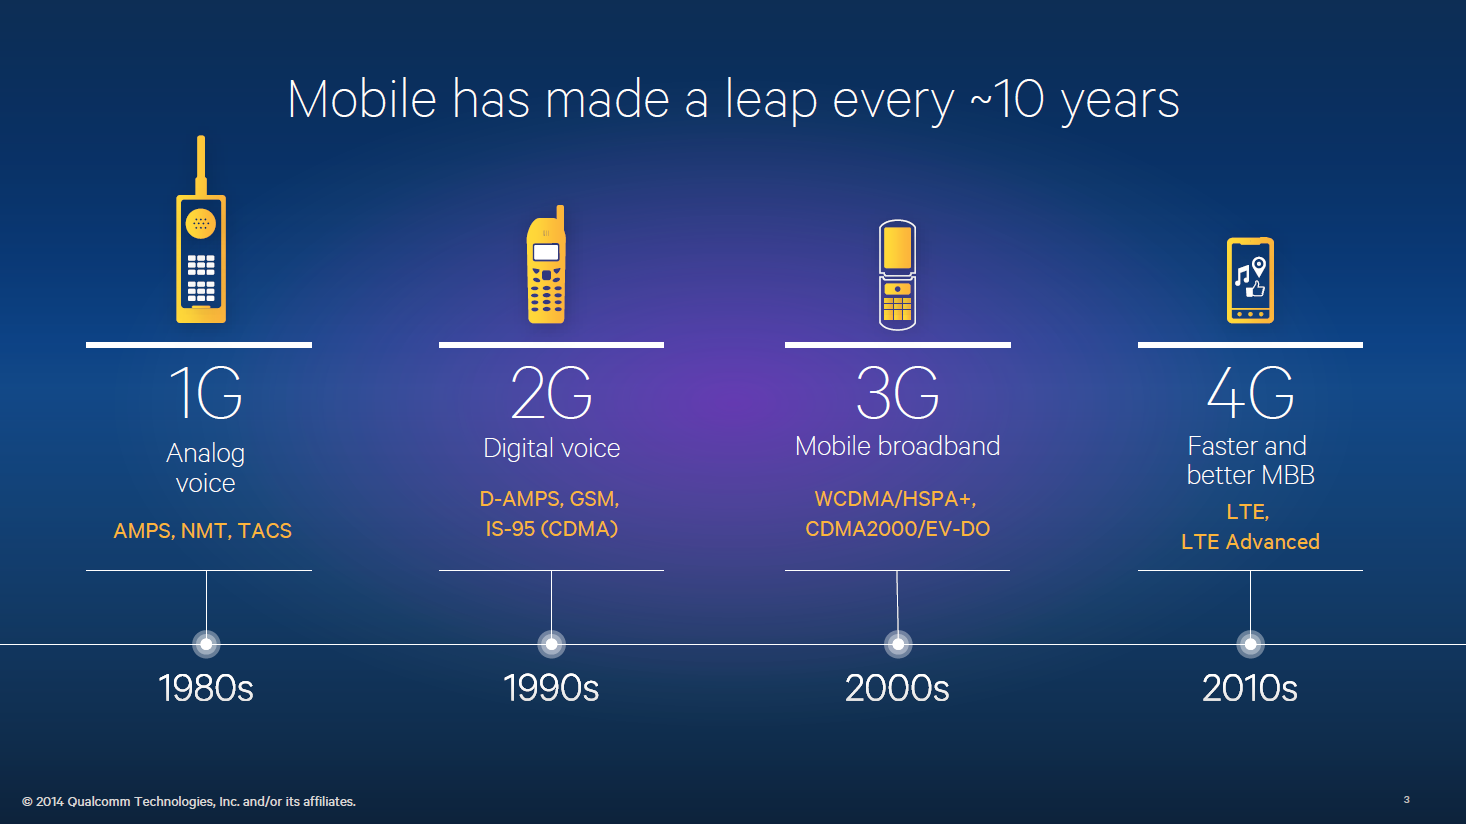 Mobile has made a leap every ~10 years
1G
Analog
voice
AMPS, NMT, TACS
1980s
2G
Digital voice
D-AMPS, GSM,
IS-95 (CDMA)
1990s
3G
Mobile broadband
WCDMA/HSPA+,
CDMA2000/EV-DO
2000s
4G
Faster and
better MBB
LTE,
LTE Advanced
2010s
© 2014 Qualcomm Technologies, Inc. and/or its affiliates.
3